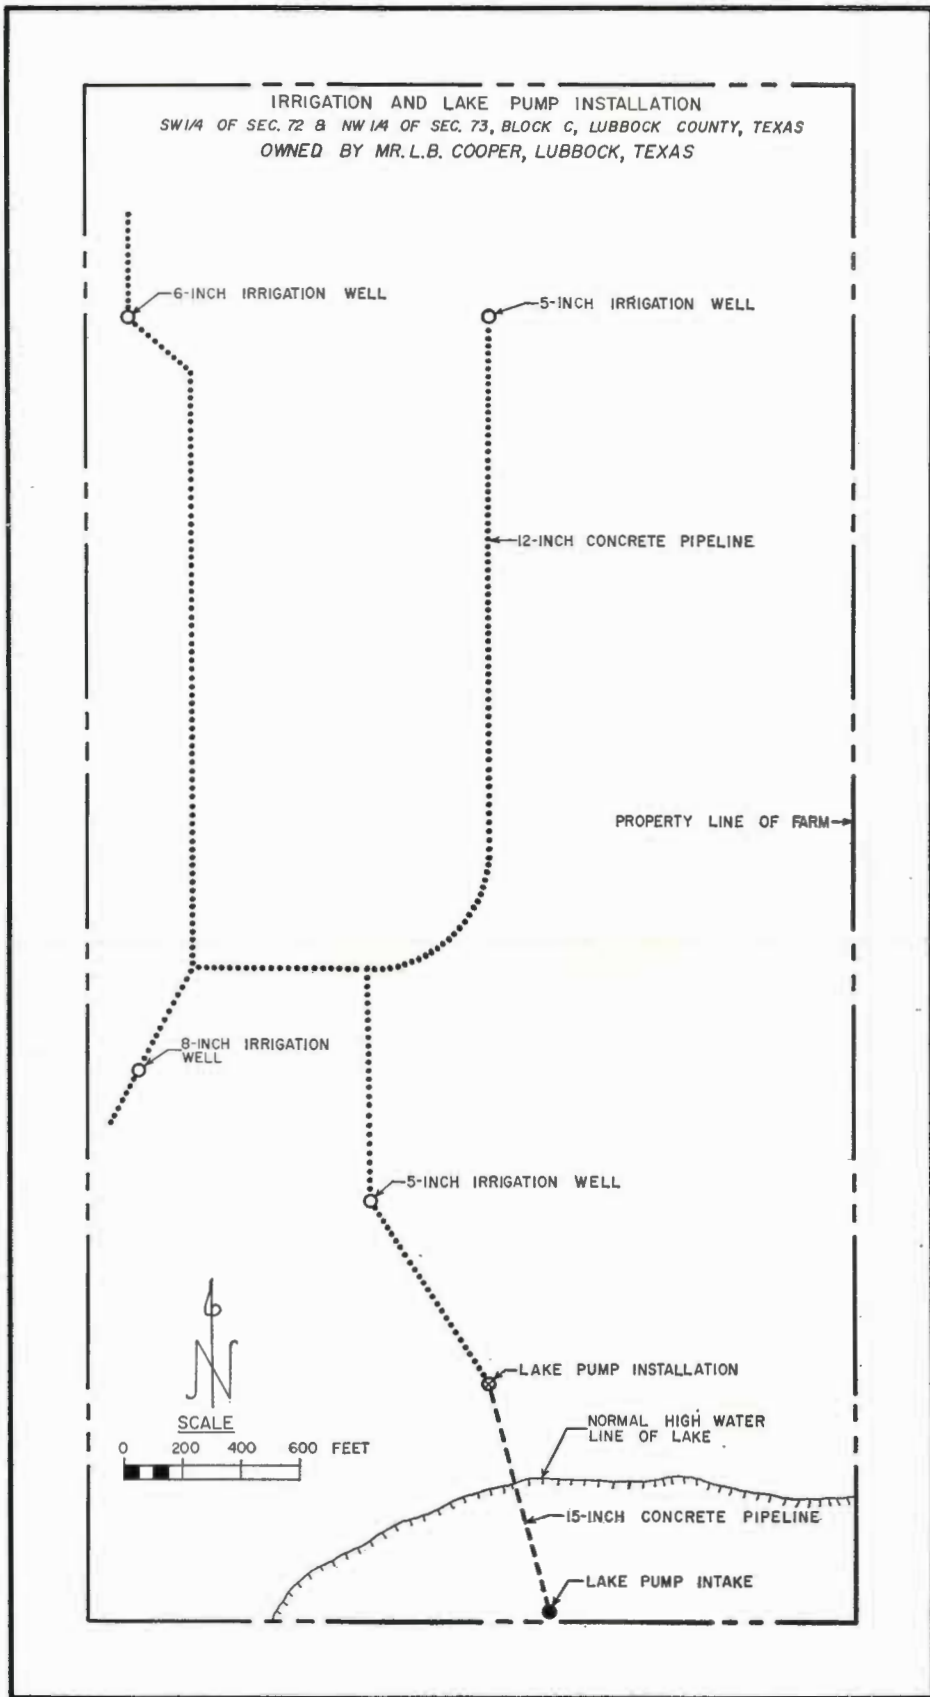 IRRIGATION AND LAKE PUMP INSTALLATION
SW1/4 OF SEC. 72 & NW 1/4 OF SEC. 73, BLOCK C, LUBBOCK COUNTY, TEXAS
OWNED BY MR. L.B. COOPER, LUBBOCK, TEXAS
6-INCH IRRIGATION WELL
5-INCH IRRIGATION WELL
12-INCH CONCRETE PIPELINE
PROPERTY LINE OF FARM
8-INCH IRRIGATION
WELL
5-INCH IRRIGATION WELL
N
LAKE PUMP INSTALLATION
SCALE
0 200 400 600 FEET
NORMAL HIGH WATER
LINE OF LAKE
15-INCH CONCRETE PIPELINE
LAKE PUMP INTAKE